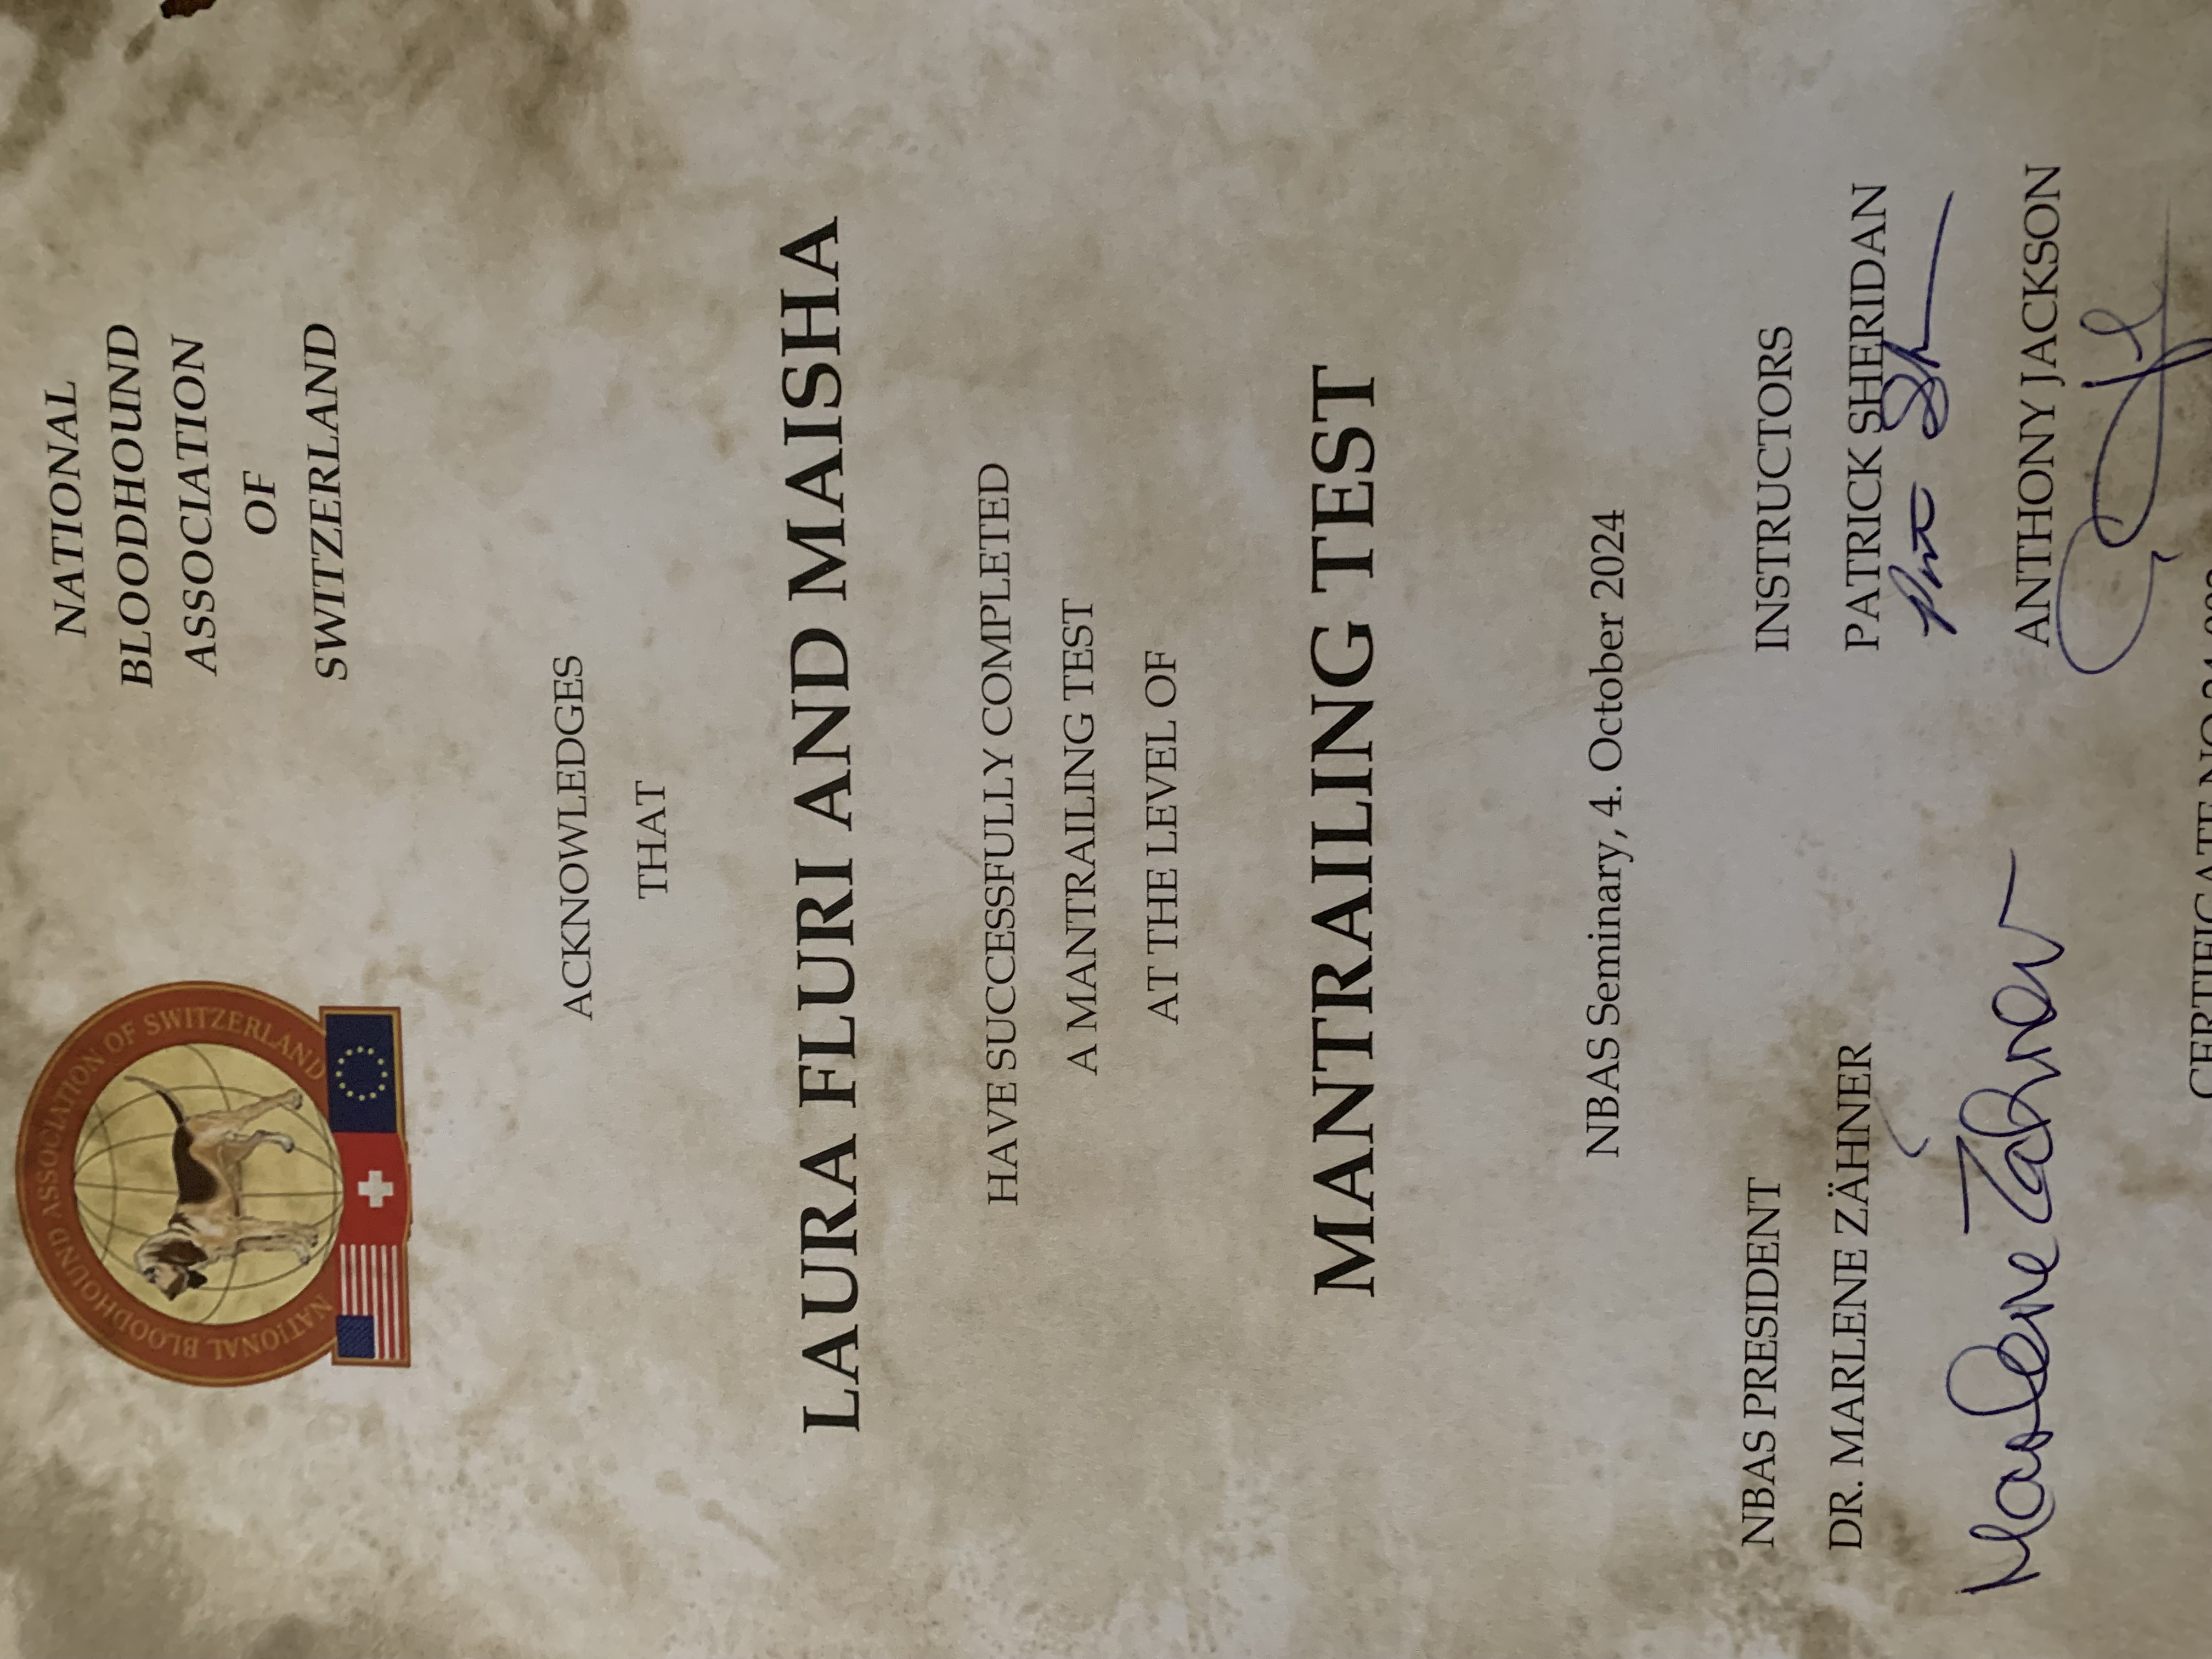 NATIONAL
BLOODHOUND
ASSOCIATION
OF
SWITZERLAND
NATIONAL BLOODHOUND ASSOCIATION OF SWITZERLAND
ACKNOWLEDGES
THAT
LAURA FLURI AND MAISHA
HAVE SUCCESSFULLY COMPLETED
A MANTRAILING TEST
AT THE LEVEL OF
MANTRAILING TEST
NBAS Seminary, 4. October 2024
NBAS PRESIDENT
DR. MARLENE ZÄHNER
Marlene Zähner
INSTRUCTORS
PATRICK SHERIDAN
ANTHONY JACKSON
CERTIFICATE NO